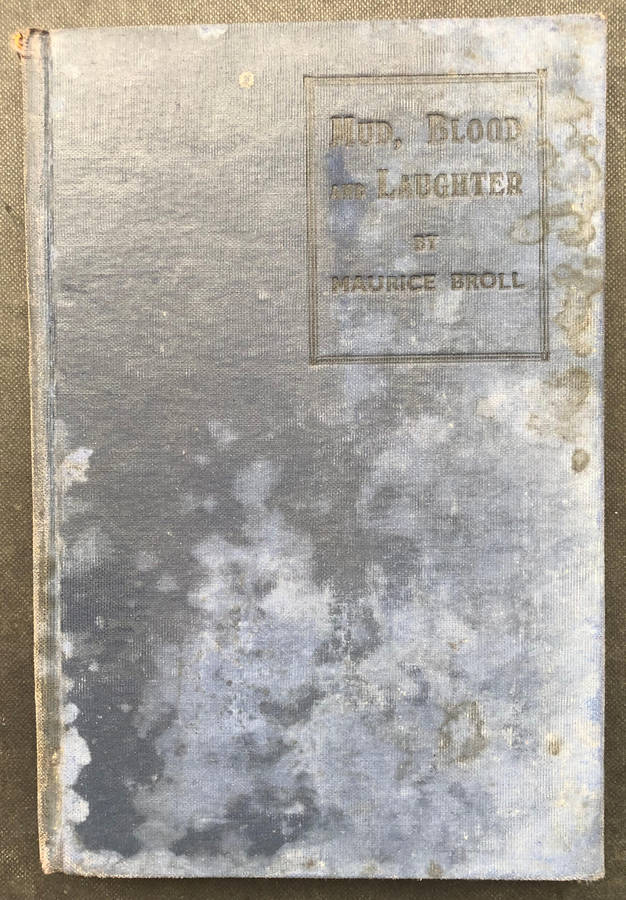 MUD, BLOOD
AND LAUGHTER
BY
MAURICE BROLL